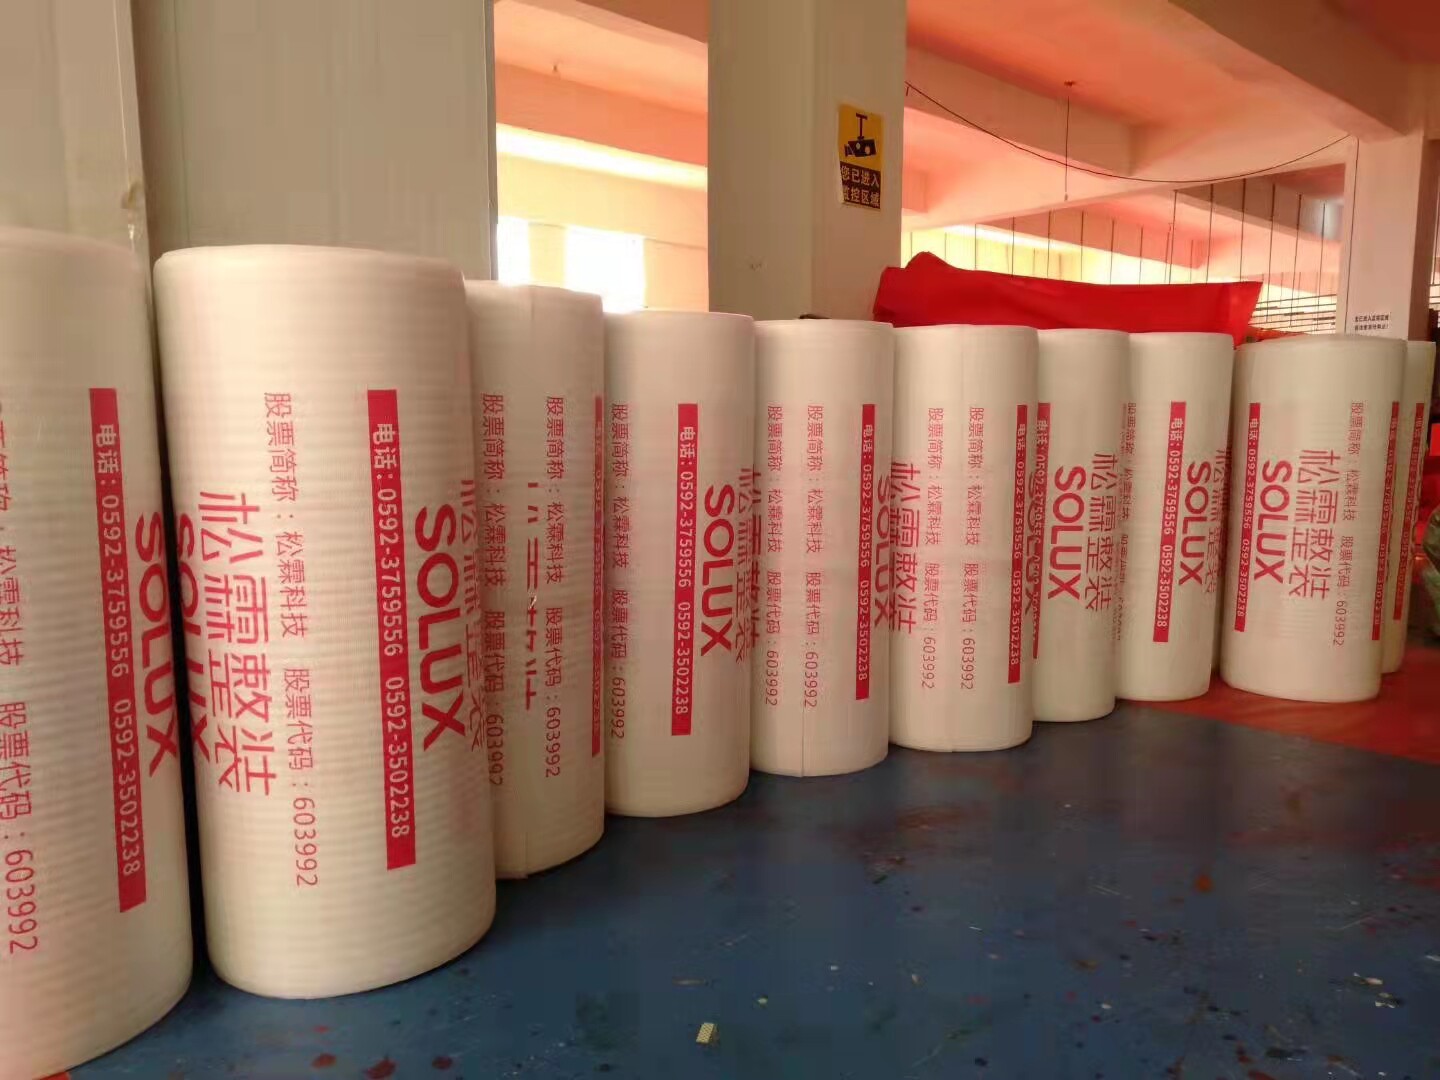 SOLUX
松霖整装
股票简称：松霖科技 股票代码：603992
电话：0592-3759556 0592-3502238
您已进入
监控区域